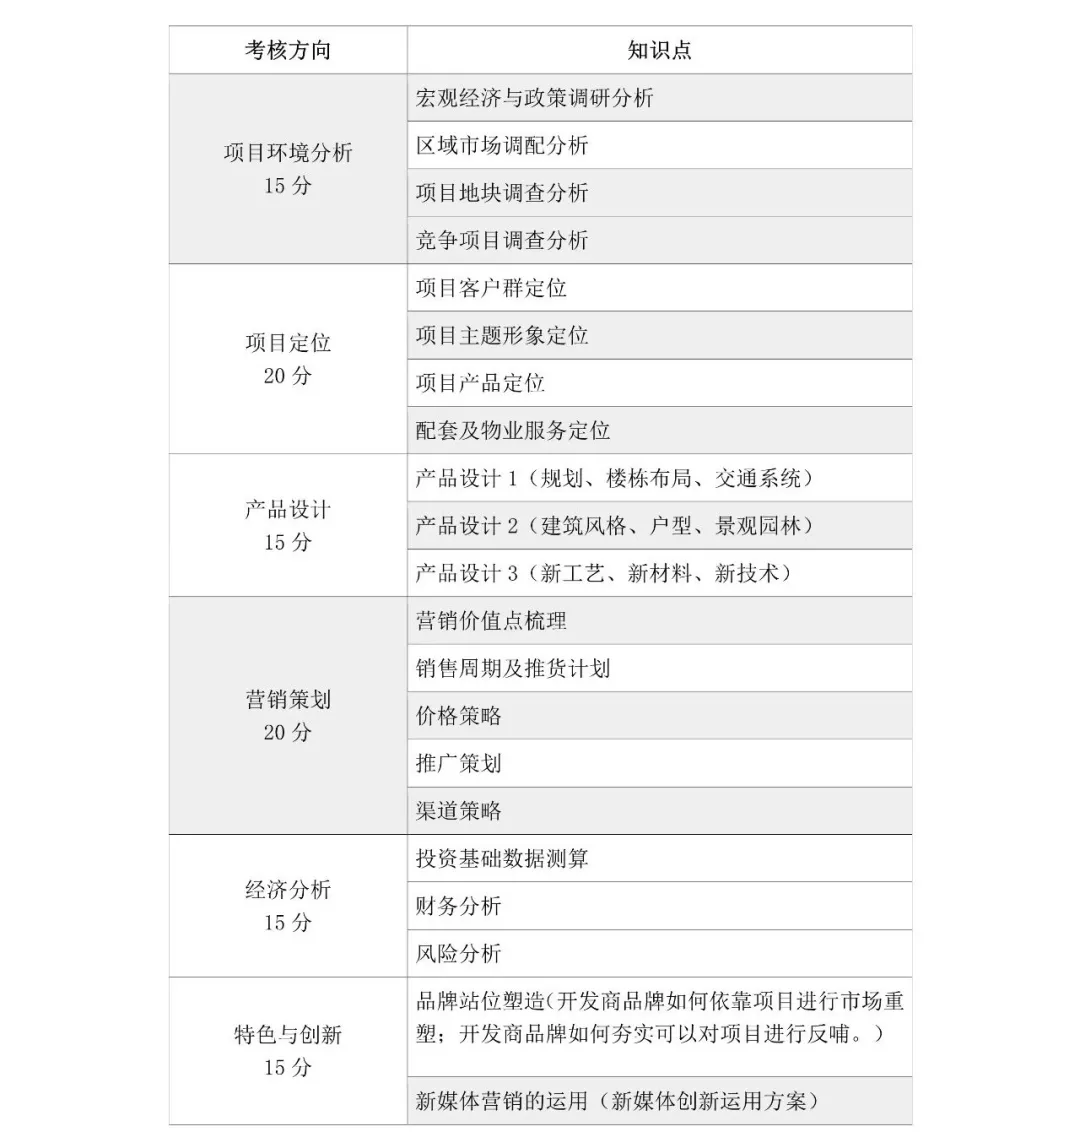 考核方向
知识点
项目环境分析
15 分
宏观经济与政策调研分析
区域市场调配分析
项目地块调查分析
竞争项目调查分析
项目定位
20 分
项目客户群定位
项目主题形象定位
项目产品定位
配套及物业服务定位
产品设计
15 分
产品设计 1（规划、楼栋布局、交通系统）
产品设计 2（建筑风格、户型、景观园林）
产品设计 3（新工艺、新材料、新技术）
营销策划
20 分
营销价值点梳理
销售周期及推货计划
价格策略
推广策划
渠道策略
经济分析
15 分
投资基础数据测算
财务分析
风险分析
特色与创新
15 分
品牌站位塑造（开发商品牌如何依靠项目进行市场重
塑；开发商品牌如何夯实可以对项目进行反哺。）
新媒体营销的运用（新媒体创新运用方案）